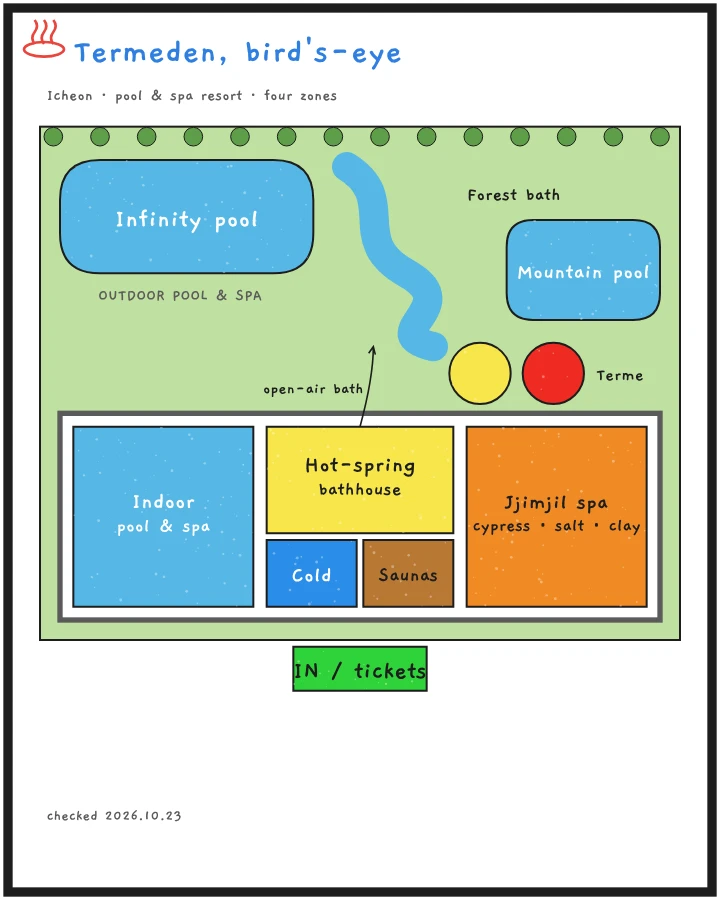 Termeden, bird's-eye
Icheon · pool & spa resort · four zones
Forest bath
Infinity pool
Mountain pool
OUTDOOR POOL & SPA
Terme
open-air bath
Hot-spring
bathhouse
Indoor
pool & spa
Jjimjil spa
cypress · salt · clay
Cold
Saunas
IN / tickets
checked 2026.10.23